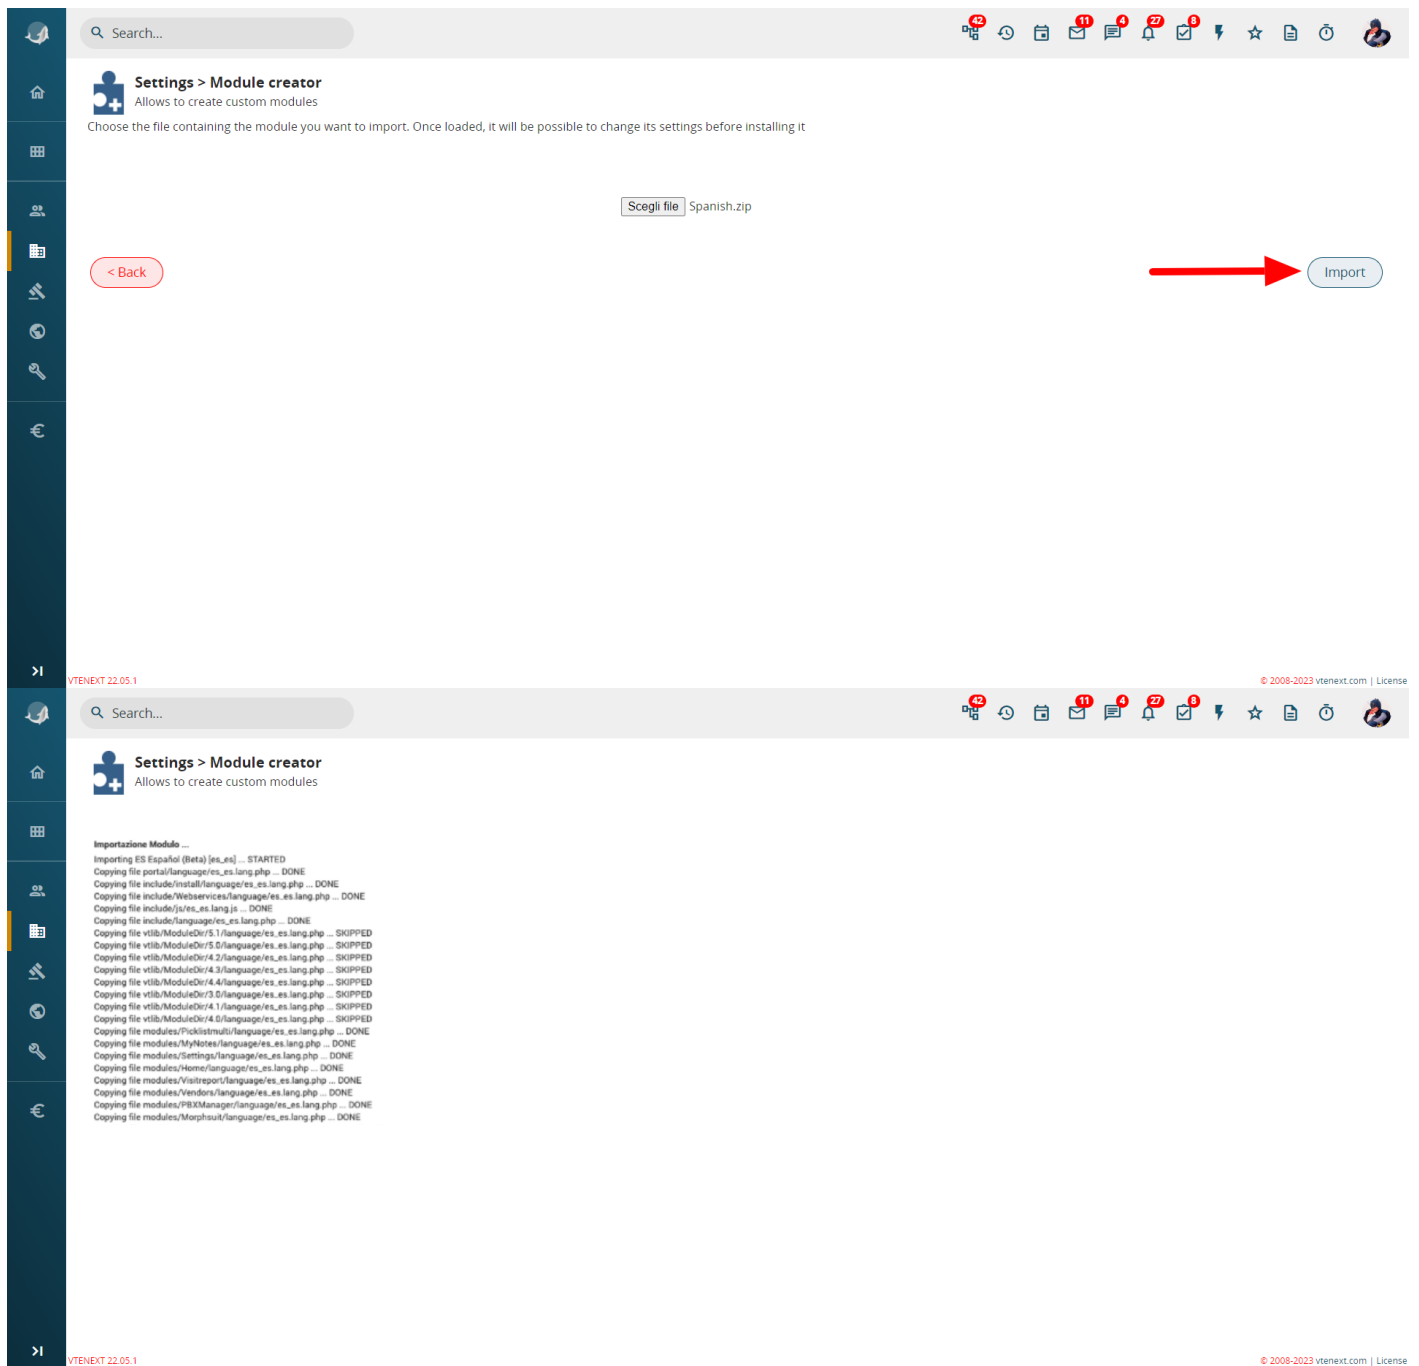 Search...
42
11
4
27
8
Settings > Module creator
Allows to create custom modules
Choose the file containing the module you want to import. Once loaded, it will be possible to change its settings before installing it
Scegli file Spanish.zip
< Back
Import
VTENEXT 22.05.1
© 2008-2023 vtenext.com | License
Search...
42
11
4
27
8
Settings > Module creator
Allows to create custom modules
Importazione Modulo ...
Importing ES Español (Beta) [es_es] ... STARTED
Copying file portal/language/es_es.lang.php ... DONE
Copying file include/install/language/es_es.lang.php ... DONE
Copying file include/Webservices/language/es_es.lang.php ... DONE
Copying file include/js/es_es.lang.js ... DONE
Copying file include/language/es_es.lang.php ... DONE
Copying file vtlib/ModuleDir/5.1/language/es_es.lang.php ... SKIPPED
Copying file vtlib/ModuleDir/5.0/language/es_es.lang.php ... SKIPPED
Copying file vtlib/ModuleDir/4.2/language/es_es.lang.php ... SKIPPED
Copying file vtlib/ModuleDir/4.3/language/es_es.lang.php ... SKIPPED
Copying file vtlib/ModuleDir/4.4/language/es_es.lang.php ... SKIPPED
Copying file vtlib/ModuleDir/3.0/language/es_es.lang.php ... SKIPPED
Copying file vtlib/ModuleDir/4.1/language/es_es.lang.php ... SKIPPED
Copying file vtlib/ModuleDir/4.0/language/es_es.lang.php ... SKIPPED
Copying file modules/Picklistmulti/language/es_es.lang.php ... DONE
Copying file modules/MyNotes/language/es_es.lang.php ... DONE
Copying file modules/Settings/language/es_es.lang.php ... DONE
Copying file modules/Home/language/es_es.lang.php ... DONE
Copying file modules/Visitreport/language/es_es.lang.php ... DONE
Copying file modules/Vendors/language/es_es.lang.php ... DONE
Copying file modules/PBXManager/language/es_es.lang.php ... DONE
Copying file modules/Morphsuit/language/es_es.lang.php ... DONE
VTENEXT 22.05.1
© 2008-2023 vtenext.com | License